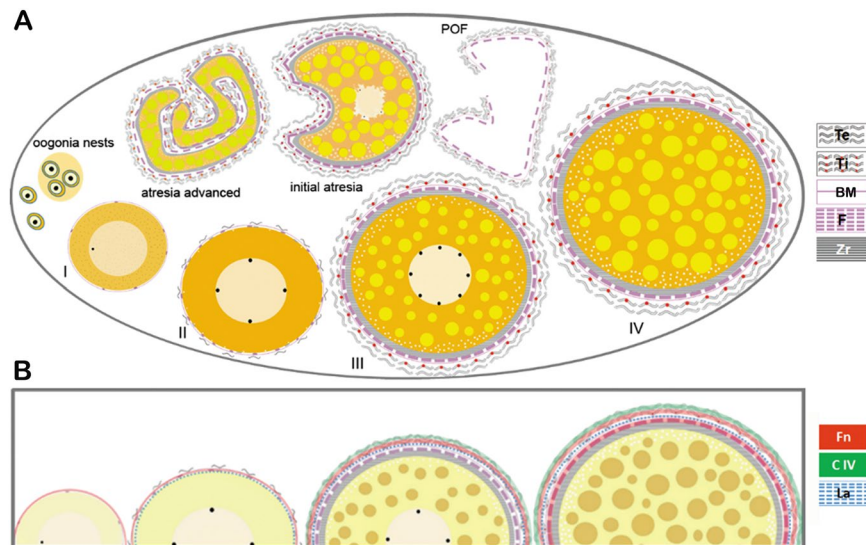 A
POF
oogonia nests
atresia advanced
initial atresia
Te
Ti
BM
F
Zr
I
II
III
IV
B
Fn
C IV
La